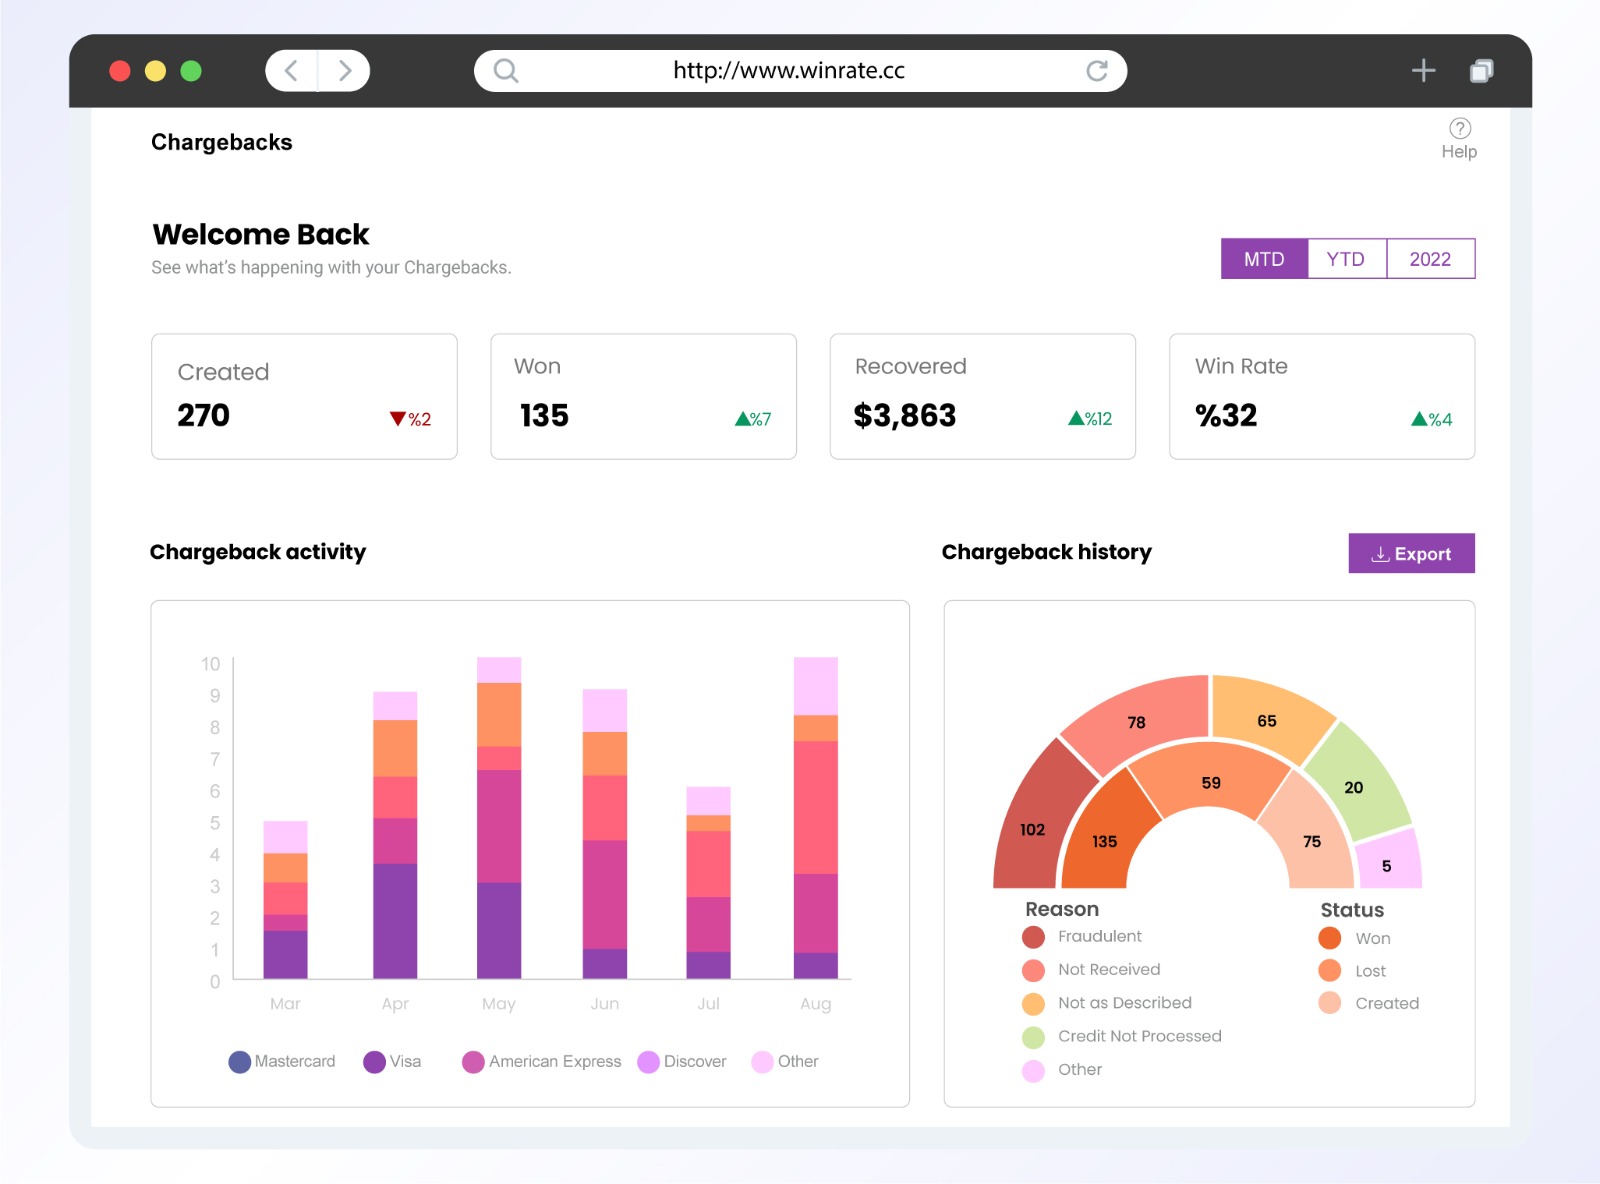 http://www.winrate.cc
Chargebacks
?
Help
Welcome Back
See what's happening with your Chargebacks.
MTD YTD 2022
Created
270 ▼%2
Won
135 ▲%7
Recovered
$3,863 ▲%12
Win Rate
%32 ▲%4
Chargeback activity
10
9
8
7
6
5
4
3
2
1
0
Mar Apr May Jun Jul Aug
Mastercard Visa American Express Discover Other
Chargeback history
Export
78 65
59
20
102 135 75 5
Reason
Fraudulent
Not Received
Not as Described
Credit Not Processed
Other
Status
Won
Lost
Created